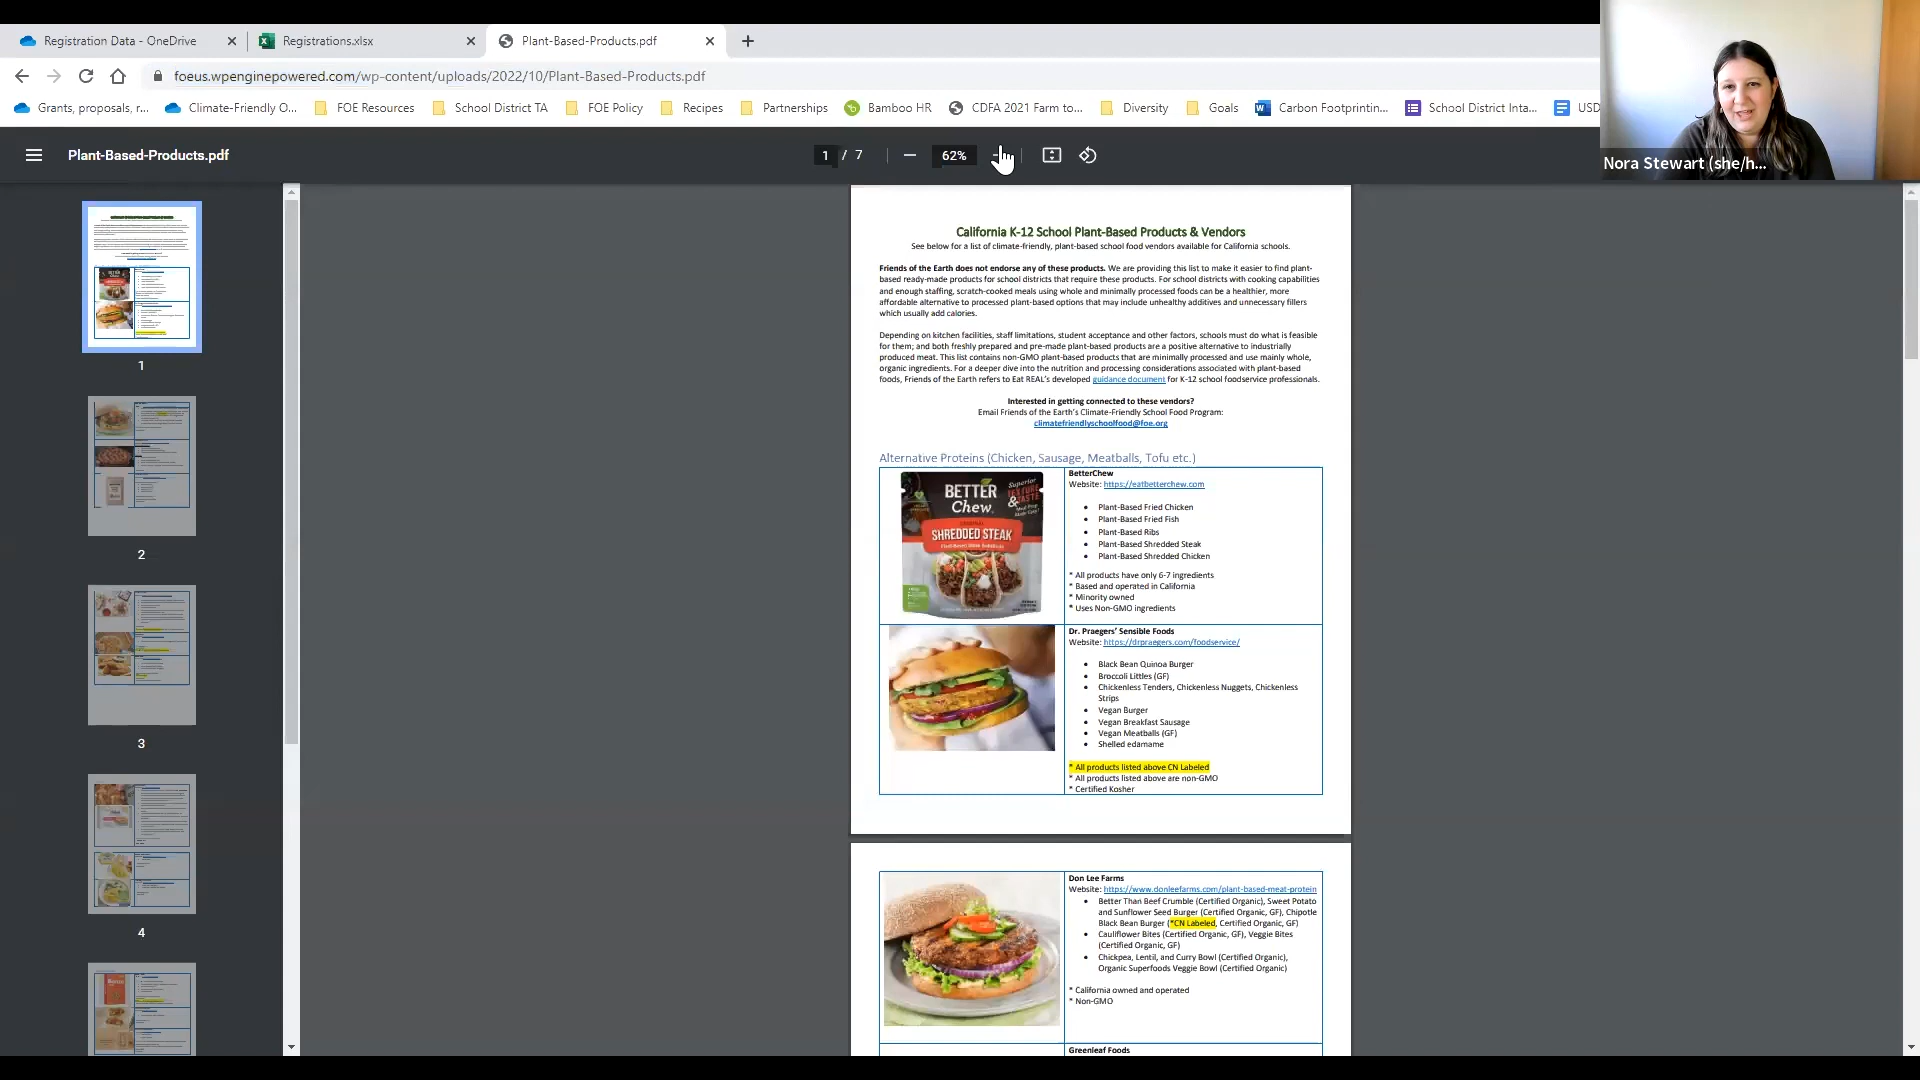 Registration Data - OneDrive
Registrations.xlsx
Plant-Based-Products.pdf
foeus.wpenginepowered.com/wp-content/uploads/2022/10/Plant-Based-Products.pdf
Grants, proposals, r...
Climate-Friendly O...
FOE Resources
School District TA
FOE Policy
Recipes
Partnerships
Bamboo HR
CDFA 2021 Farm to...
Diversity
Goals
Carbon Footprintin...
School District Inta...
USD
Nora Stewart (she/h...
Plant-Based-Products.pdf
1 / 7
62%
1
2
3
4
California K-12 School Plant-Based Products & Vendors
See below for a list of climate-friendly, plant-based school food vendors available for California schools.
Friends of the Earth does not endorse any of these products. We are providing this list to make it easier to find plant-
based ready-made products for school districts that require these products. For school districts with cooking capabilities
and enough staffing, scratch-cooked meals using whole and minimally processed foods can be a healthier, more
affordable alternative to processed plant-based options that may include unhealthy additives and unnecessary fillers
which usually add calories.
Depending on kitchen facilities, staff limitations, student acceptance and other factors, schools must do what is feasible
for them; and both freshly prepared and pre-made plant-based products are a positive alternative to industrially
produced meat. This list contains non-GMO plant-based products that are minimally processed and use mainly whole,
organic ingredients. For a deeper dive into the nutrition and processing considerations associated with plant-based
foods, Friends of the Earth refers to Eat REAL's developed guidance document for K-12 school foodservice professionals.
Interested in getting connected to these vendors?
Email Friends of the Earth's Climate-Friendly School Food Program:
climatefriendlyschoolfood@foe.org
Alternative Proteins (Chicken, Sausage, Meatballs, Tofu etc.)
BETTER
Chew
Superior
TEXTURE
& TASTE
SHREDDED STEAK
BetterChew
Website: https://eatbetterchew.com
• Plant-Based Fried Chicken
• Plant-Based Fried Fish
• Plant-Based Ribs
• Plant-Based Shredded Steak
• Plant-Based Shredded Chicken
* All products have only 6-7 ingredients
* Based and operated in California
* Minority owned
* Uses Non-GMO ingredients
Dr. Praegers' Sensible Foods
Website: https://drpraegers.com/foodservice/
• Black Bean Quinoa Burger
• Broccoli Littles (GF)
• Chickenless Tenders, Chickenless Nuggets, Chickenless
Strips
• Vegan Burger
• Vegan Breakfast Sausage
• Vegan Meatballs (GF)
• Shelled edamame
* All products listed above CN Labeled
* All products listed above are non-GMO
* Certified Kosher
Don Lee Farms
Website: https://www.donleefarms.com/plant-based-meat-protein
• Better Than Beef Crumble (Certified Organic), Sweet Potato
and Sunflower Seed Burger (Certified Organic, GF), Chipotle
Black Bean Burger (*CN Labeled, Certified Organic, GF)
• Cauliflower Bites (Certified Organic, GF), Veggie Bites
(Certified Organic, GF)
• Chickpea, Lentil, and Curry Bowl (Certified Organic),
Organic Superfoods Veggie Bowl (Certified Organic)
* California owned and operated
* Non-GMO
Greenleaf Foods